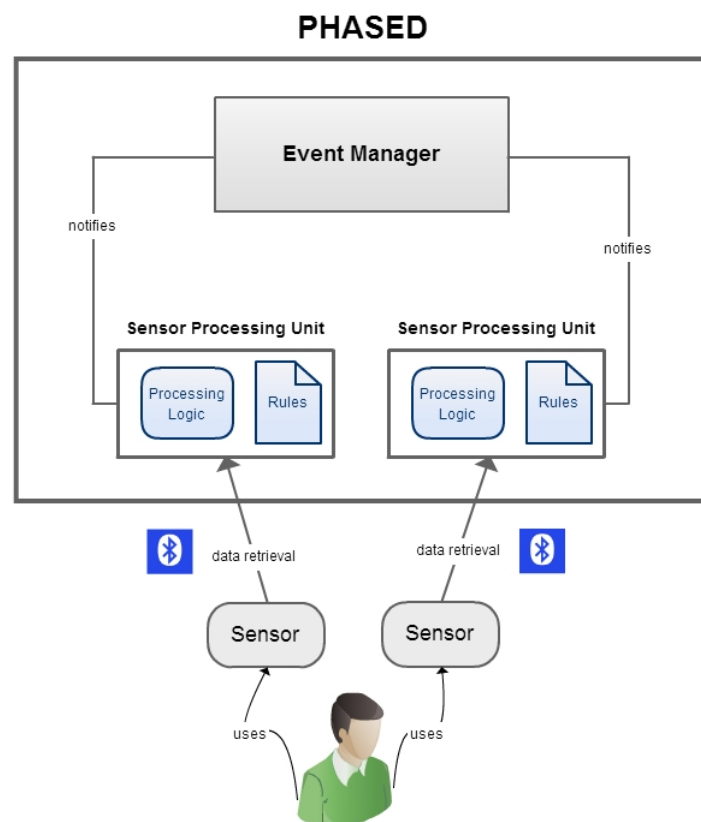 PHASED
Event Manager
notifies
notifies
Sensor Processing Unit
Sensor Processing Unit
Processing
Logic
Rules
Processing
Logic
Rules
data retrieval
data retrieval
Sensor
Sensor
uses
uses